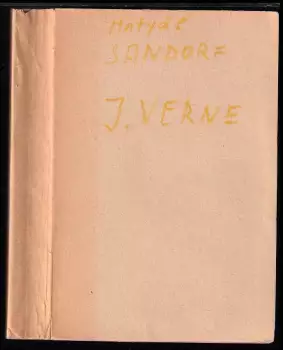 Matyáš
SANDORF
J. VERNE